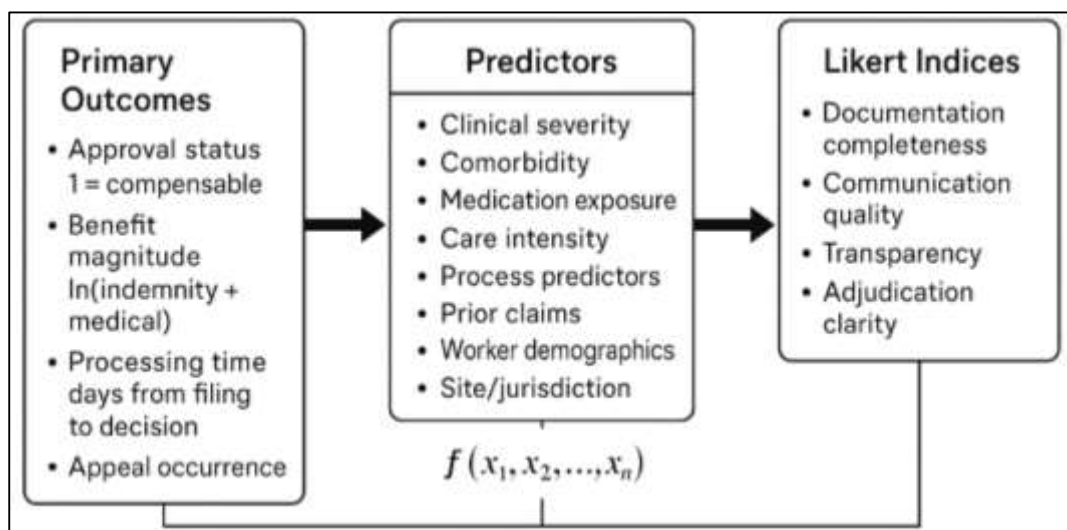 Primary
Outcomes
• Approval status
1 = compensable
• Benefit
magnitude
ln(indemnity +
medical)
• Processing time
days from filing
to decision
• Appeal occurrence
Predictors
• Clinical severity
• Comorbidity
• Medication exposure
• Care intensity
• Process predictors
• Prior claims
• Worker demographics
• Site/jurisdiction
f(x₁, x₂, ..., xₙ)
Likert Indices
• Documentation
completeness
• Communication
quality
• Transparency
• Adjudication
clarity